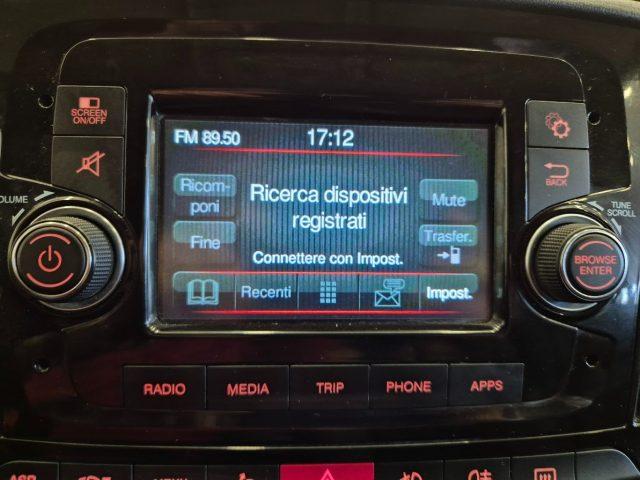 SCREEN
ON/OFF
FM 89.50
17:12
Ricom-
poni
Ricerca dispositivi
registrati
Mute
Fine
Trasfer.
Connettere con Impost.
Recenti
Impost.
BACK
VOLUME
TUNE
SCROLL
BROWSE
ENTER
RADIO
MEDIA
TRIP
PHONE
APPS